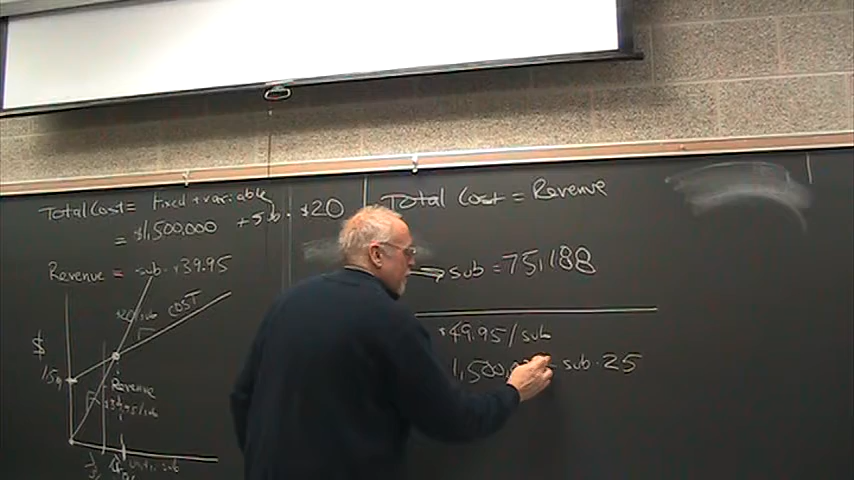 Total Cost = fixed + variable
= $1,500,000 + sub. $20
Revenue = sub. $39.95
$
COST
Revenue
Total Cost = Revenue
sub = 75,188
$49.95/sub
1,500, sub. 25